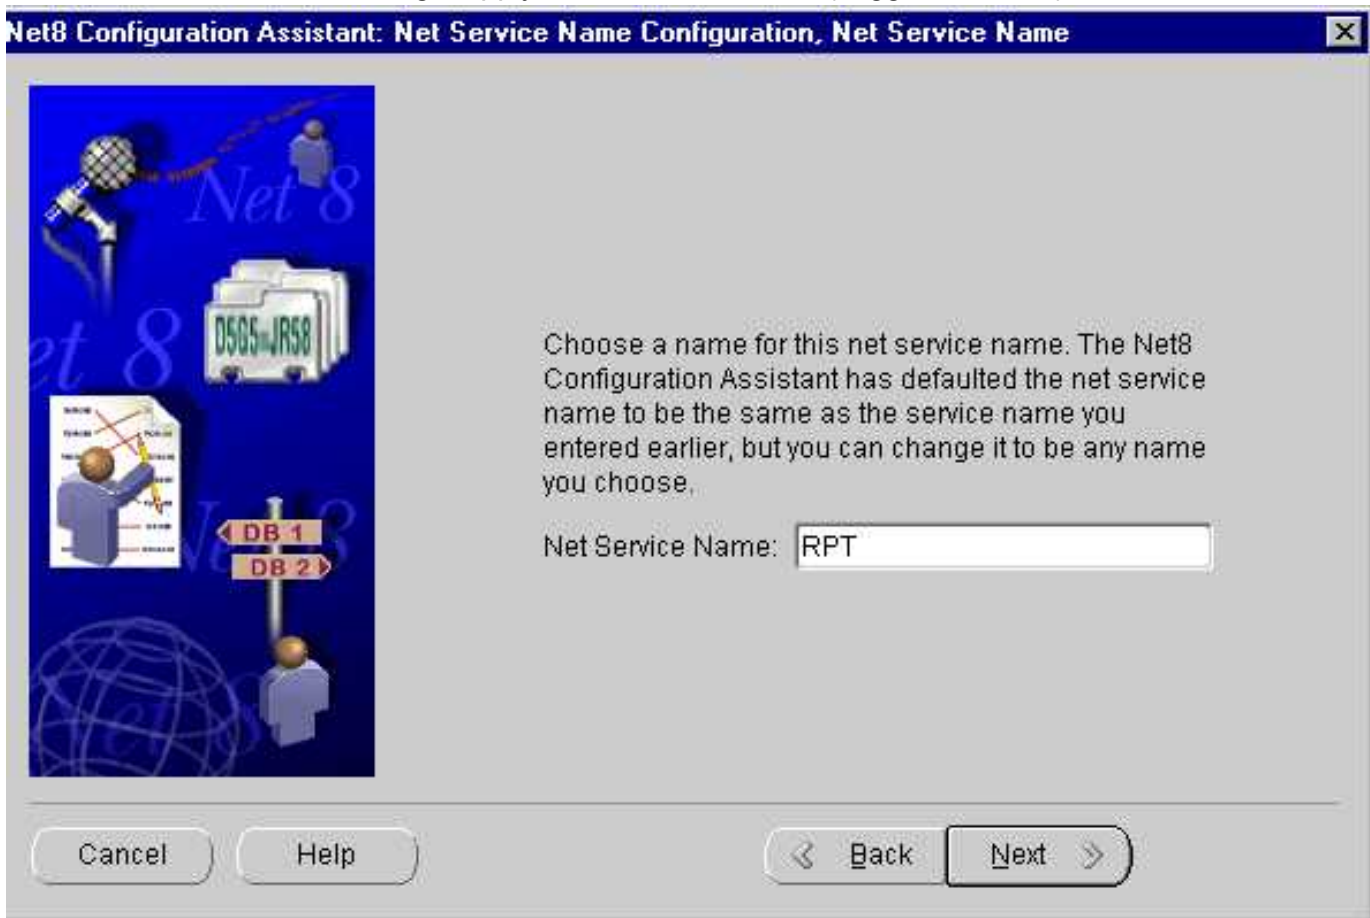 Net8 Configuration Assistant: Net Service Name Configuration, Net Service Name
Net 8
D5G5 JR58
et 8
Choose a name for this net service name. The Net8
Configuration Assistant has defaulted the net service
name to be the same as the service name you
entered earlier, but you can change it to be any name
you choose.
Net Service Name: RPT
DB 1
DB 2
Cancel
Help
Back
Next